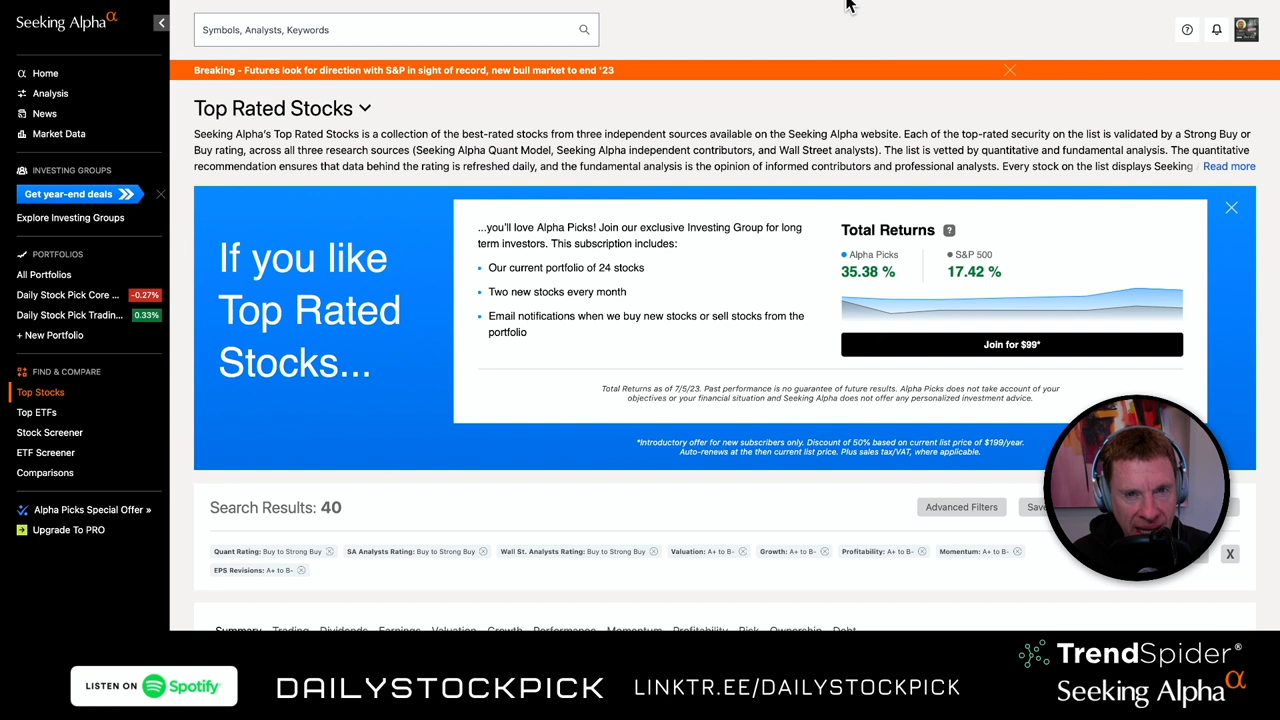 Seeking Alpha α
Symbols, Analysts, Keywords
Home
Analysis
News
Market Data
INVESTING GROUPS
Get year-end deals
Explore Investing Groups
PORTFOLIOS
All Portfolios
Daily Stock Pick Core ... -0.27%
Daily Stock Pick Tradin... 0.33%
+ New Portfolio
FIND & COMPARE
Top Stocks
Top ETFs
Stock Screener
ETF Screener
Comparisons
Alpha Picks Special Offer »
Upgrade To PRO
Breaking - Futures look for direction with S&P in sight of record, new bull market to end '23
Top Rated Stocks
Seeking Alpha's Top Rated Stocks is a collection of the best-rated stocks from three independent sources available on the Seeking Alpha website. Each of the top-rated security on the list is validated by a Strong Buy or
Buy rating, across all three research sources (Seeking Alpha Quant Model, Seeking Alpha independent contributors, and Wall Street analysts). The list is vetted by quantitative and fundamental analysis. The quantitative
recommendation ensures that data behind the rating is refreshed daily, and the fundamental analysis is the opinion of informed contributors and professional analysts. Every stock on the list displays Seeking Read more
If you like
Top Rated
Stocks...
...you'll love Alpha Picks! Join our exclusive Investing Group for long
term investors. This subscription includes:
• Our current portfolio of 24 stocks
• Two new stocks every month
• Email notifications when we buy new stocks or sell stocks from the
portfolio
Total Returns ?
Alpha Picks S&P 500
35.38 % 17.42 %
Join for $99*
Total Returns as of 7/5/23. Past performance is no guarantee of future results. Alpha Picks does not take account of your
objectives or your financial situation and Seeking Alpha does not offer any personalized investment advice.
*Introductory offer for new subscribers only. Discount of 50% based on current list price of $199/year.
Auto-renews at the then current list price. Plus sales tax/VAT, where applicable.
Search Results: 40
Advanced Filters
Quant Rating: Buy to Strong Buy SA Analysts Rating: Buy to Strong Buy Wall St. Analysts Rating: Buy to Strong Buy Valuation: A+ to B- Growth: A+ to B- Profitability: A+ to B- Momentum: A+ to B-
X
EPS Revisions: A+ to B-
Summary Trading Dividends Earnings Valuation Growth Performance Momentum Profitability Risk Ownership Debt
LISTEN ON Spotify
DAILYSTOCKPICK
LINKTR.EE/DAILYSTOCKPICK
TrendSpider®
Seeking Alpha α